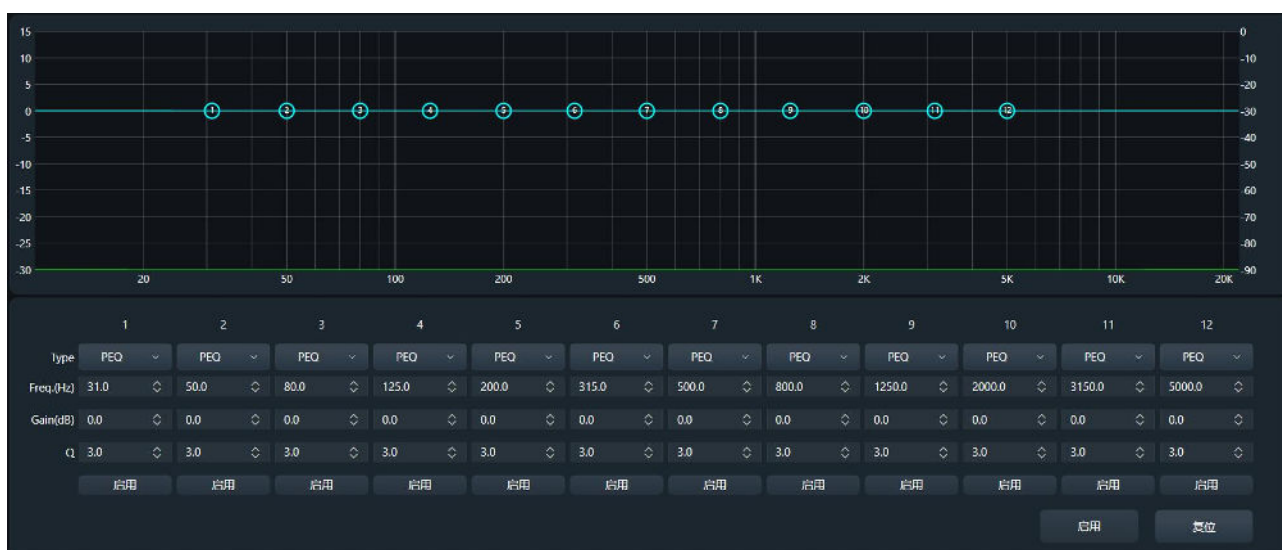 15 0
10 -10
5 -20
0 1 2 3 4 5 6 7 8 9 10 11 12 -30
-5 -40
-10 -50
-15 -60
-20 -70
-25 -80
-30 -90
20 50 100 200 500 1K 2K 5K 10K 20K
1 2 3 4 5 6 7 8 9 10 11 12
Type PEQ PEQ PEQ PEQ PEQ PEQ PEQ PEQ PEQ PEQ PEQ PEQ
Freq.(Hz) 31.0 50.0 80.0 125.0 200.0 315.0 500.0 800.0 1250.0 2000.0 3150.0 5000.0
Gain(dB) 0.0 0.0 0.0 0.0 0.0 0.0 0.0 0.0 0.0 0.0 0.0 0.0
Q 3.0 3.0 3.0 3.0 3.0 3.0 3.0 3.0 3.0 3.0 3.0 3.0
启用 启用 启用 启用 启用 启用 启用 启用 启用 启用 启用 启用
启用 复位